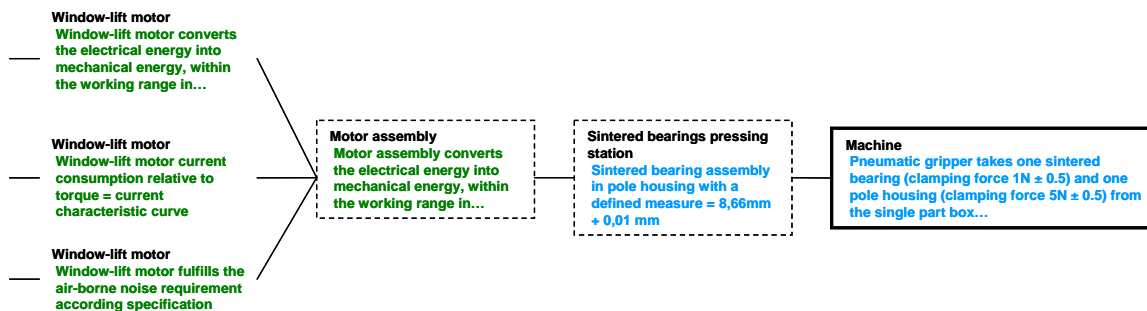 Window-lift motor
Window-lift motor converts
the electrical energy into
mechanical energy, within
the working range in…
Window-lift motor
Window-lift motor current
consumption relative to
torque = current
characteristic curve
Window-lift motor
Window-lift motor fulfills the
air-borne noise requirement
according specification
Motor assembly
Motor assembly converts
the electrical energy into
mechanical energy, within
the working range in…
Sintered bearings pressing
station
Sintered bearing assembly
in pole housing with a
defined measure = 8,66mm
+ 0,01 mm
Machine
Pneumatic gripper takes one sintered
bearing (clamping force 1N ± 0.5) and one
pole housing (clamping force 5N ± 0.5) from
the single part box…